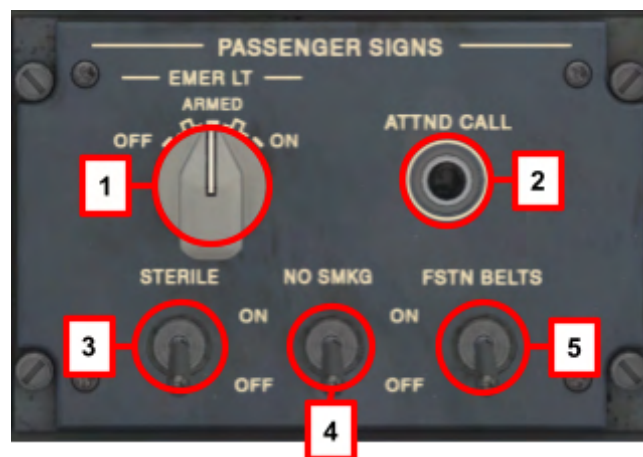 PASSENGER SIGNS
EMER LT
ARMED
OFF
ON
ATTND CALL
1
2
STERILE
NO SMKG
FSTN BELTS
ON
ON
3
5
OFF
OFF
4